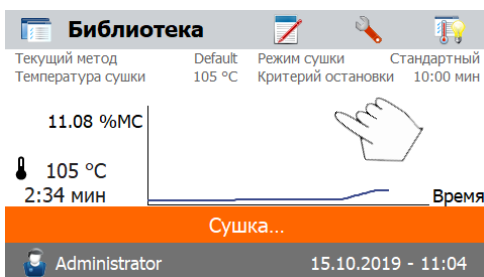 Библиотека
Текущий метод Default Режим сушки Стандартный
Температура сушки 105 °C Критерий остановки 10:00 мин
11.08 %MC
105 °C
2:34 мин
Время
Сушка...
Administrator 15.10.2019 - 11:04